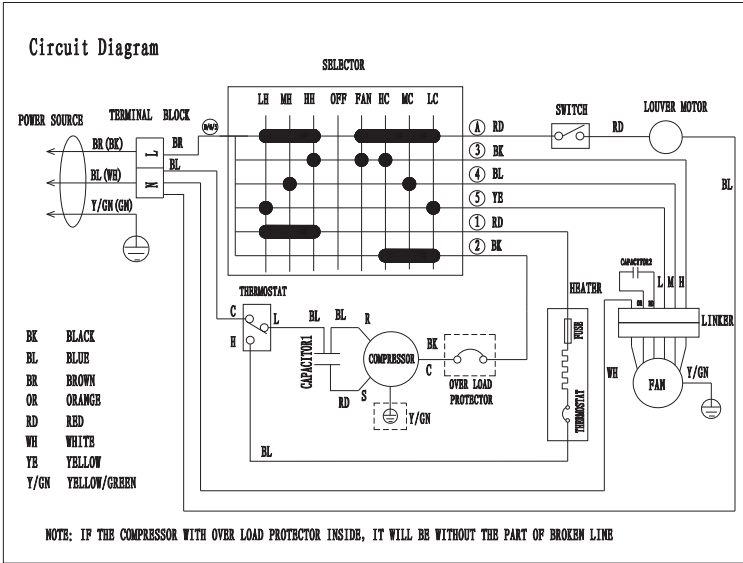 Circuit Diagram
SELECTOR
LH MH HH OFF FAN HC MC LC
POWER SOURCE
TERMINAL BLOCK
SWITCH
LOUVER MOTOR
BR(BK)
L
BR
A RD
RD
3 BK
BL
BL(WH)
N
4 BL
BL
Y/GN(GN)
5 YE
1 RD
2 BK
CAPACITOR2
L M H
THERMOSTAT
HEATER
LINKER
C
L
BL
BL
R
H
CAPACITOR1
COMPRESSOR
BK
C
FUSE
OVER LOAD
PROTECTOR
WH
FAN
Y/GN
RD
S
Y/GN
THERMOSTAT
BL
BK BLACK
BL BLUE
BR BROWN
OR ORANGE
RD RED
WH WHITE
YE YELLOW
Y/GN YELLOW/GREEN
NOTE: IF THE COMPRESSOR WITH OVER LOAD PROTECTOR INSIDE, IT WILL BE WITHOUT THE PART OF BROKEN LINE